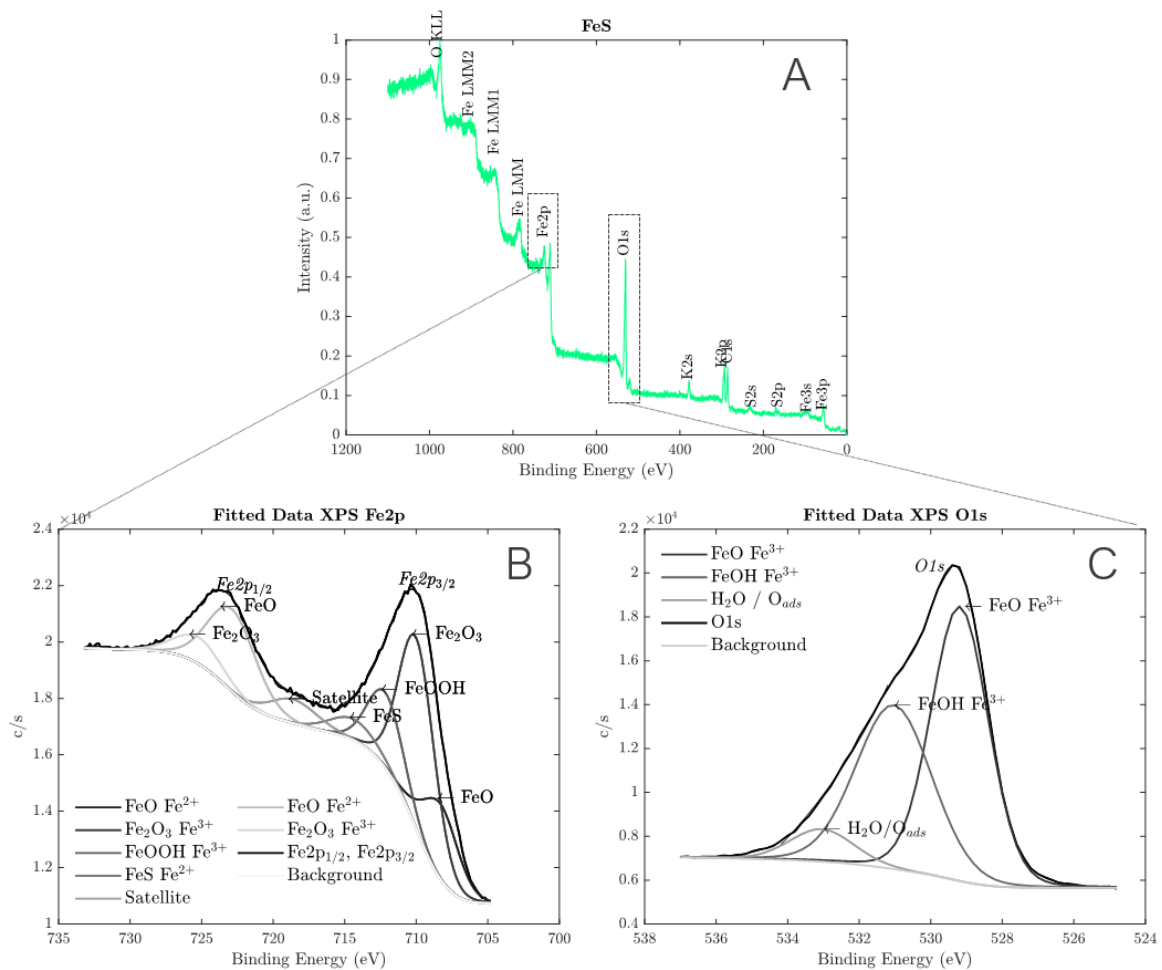 FeS
A
O KLL
Fe LMM2
Fe LMM1
Fe LMM
Fe2p
O1s
K2s
K2p
C1s
S2s
S2p
Fe3s
Fe3p
Intensity (a.u.)
0.9
0.8
0.7
0.6
0.5
0.4
0.3
0.2
0.1
0
1200 1000 800 600 400 200 0
Binding Energy (eV)
×10⁴
Fitted Data XPS Fe2p
B
Fe2p1/2
Fe2p3/2
FeO
Fe₂O₃
Fe₂O₃
FeOOH
Satellite
FeS
FeO
c/s
2.4
2.2
2
1.8
1.6
1.4
1.2
1
FeO Fe²⁺
Fe₂O₃ Fe³⁺
FeOOH Fe³⁺
FeS Fe²⁺
Satellite
FeO Fe²⁺
Fe₂O₃ Fe³⁺
Fe2p1/2, Fe2p3/2
Background
735 730 725 720 715 713 710 705 704 700
Binding Energy (eV)
×10⁴
Fitted Data XPS O1s
C
FeO Fe³⁺
FeOH Fe³⁺
H₂O / Oads
O1s
Background
O1s
FeO Fe³⁺
FeOH Fe³⁺
H₂O/Oads
c/s
2.2
2
1.8
1.6
1.4
1.2
1
0.8
0.6
0.4
538 536 534 532 531 530 529 528 526 524
Binding Energy (eV)